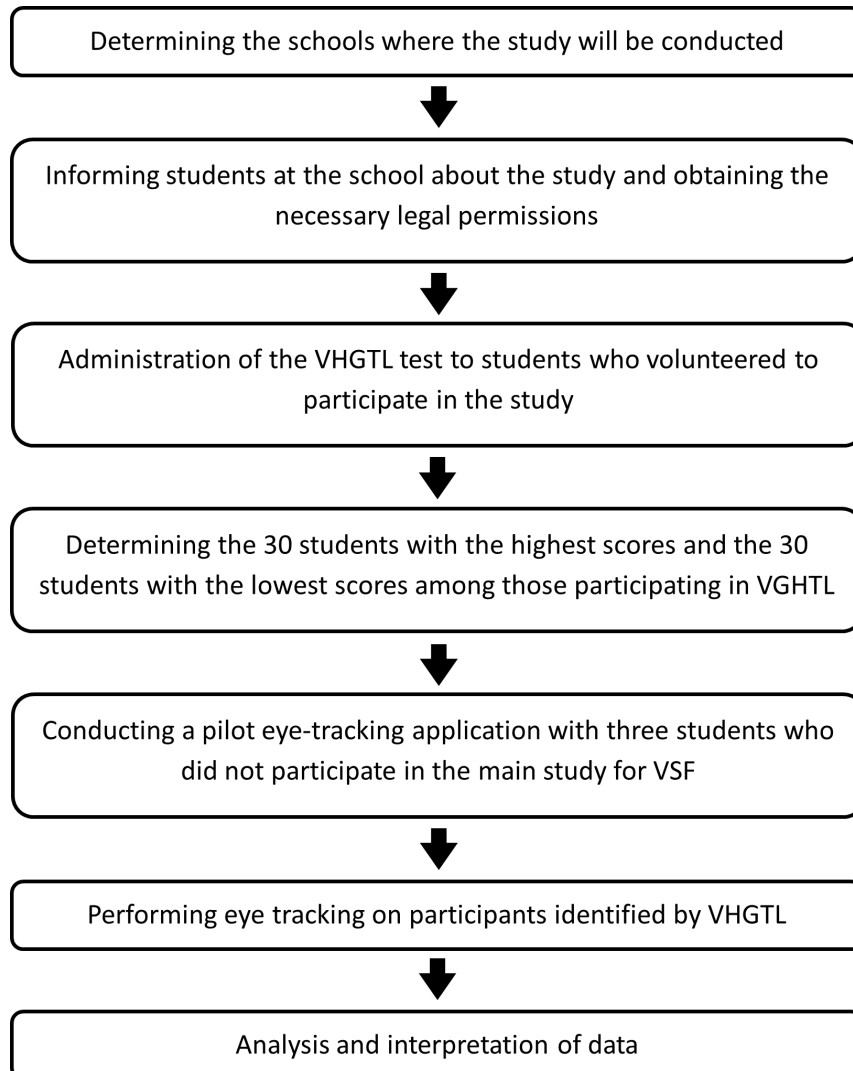 Determining the schools where the study will be conducted
Informing students at the school about the study and obtaining the
necessary legal permissions
Administration of the VHGTL test to students who volunteered to
participate in the study
Determining the 30 students with the highest scores and the 30
students with the lowest scores among those participating in VGHTL
Conducting a pilot eye-tracking application with three students who
did not participate in the main study for VSF
Performing eye tracking on participants identified by VHGTL
Analysis and interpretation of data